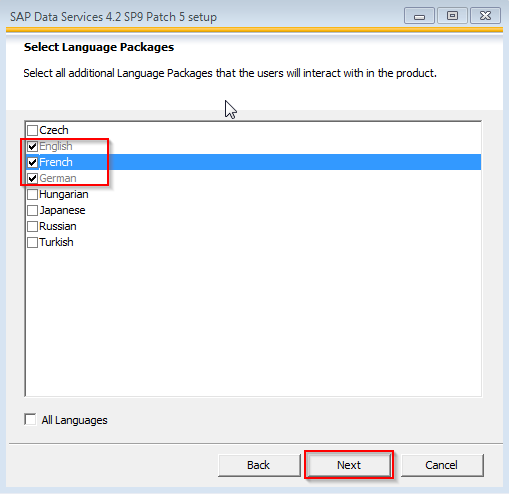 SAP Data Services 4.2 SP9 Patch 5 setup
Select Language Packages
Select all additional Language Packages that the users will interact with in the product.
Czech
English
French
German
Hungarian
Japanese
Russian
Turkish
All Languages
Back Next Cancel